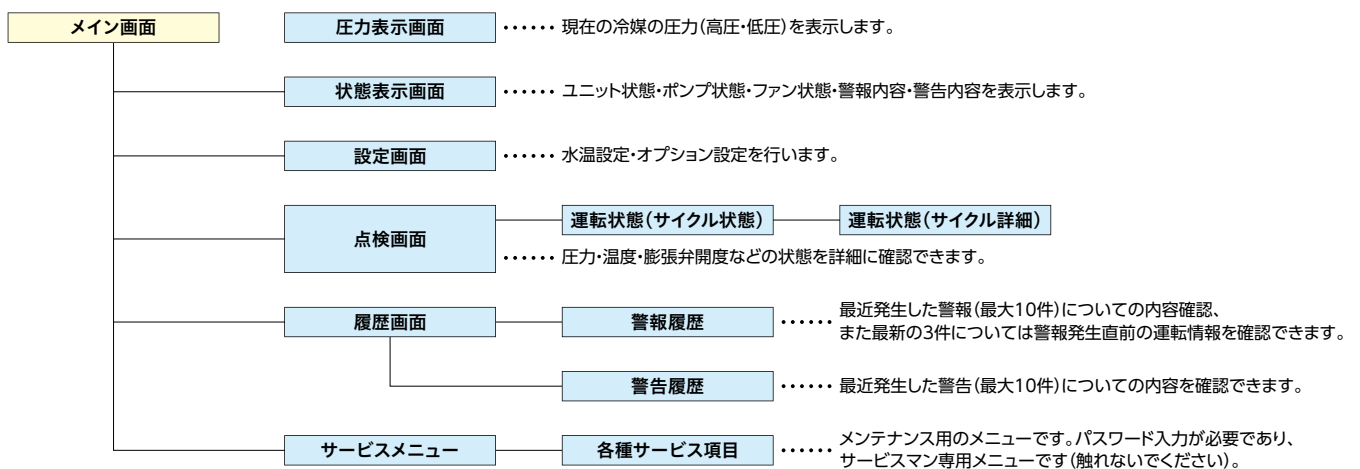 メイン画面
圧力表示画面 ・・・・・・ 現在の冷媒の圧力(高圧・低圧)を表示します。
状態表示画面 ・・・・・・ ユニット状態・ポンプ状態・ファン状態・警報内容・警告内容を表示します。
設定画面 ・・・・・・ 水温設定・オプション設定を行います。
点検画面
運転状態(サイクル状態)
運転状態(サイクル詳細)
・・・・・・ 圧力・温度・膨張弁開度などの状態を詳細に確認できます。
履歴画面
警報履歴 ・・・・・・ 最近発生した警報(最大10件)についての内容確認、
また最新の3件については警報発生直前の運転情報を確認できます。
警告履歴 ・・・・・・ 最近発生した警告(最大10件)についての内容を確認できます。
サービスメニュー
各種サービス項目 ・・・・・・ メンテナンス用のメニューです。パスワード入力が必要であり、
サービスマン専用メニューです(触れないでください)。